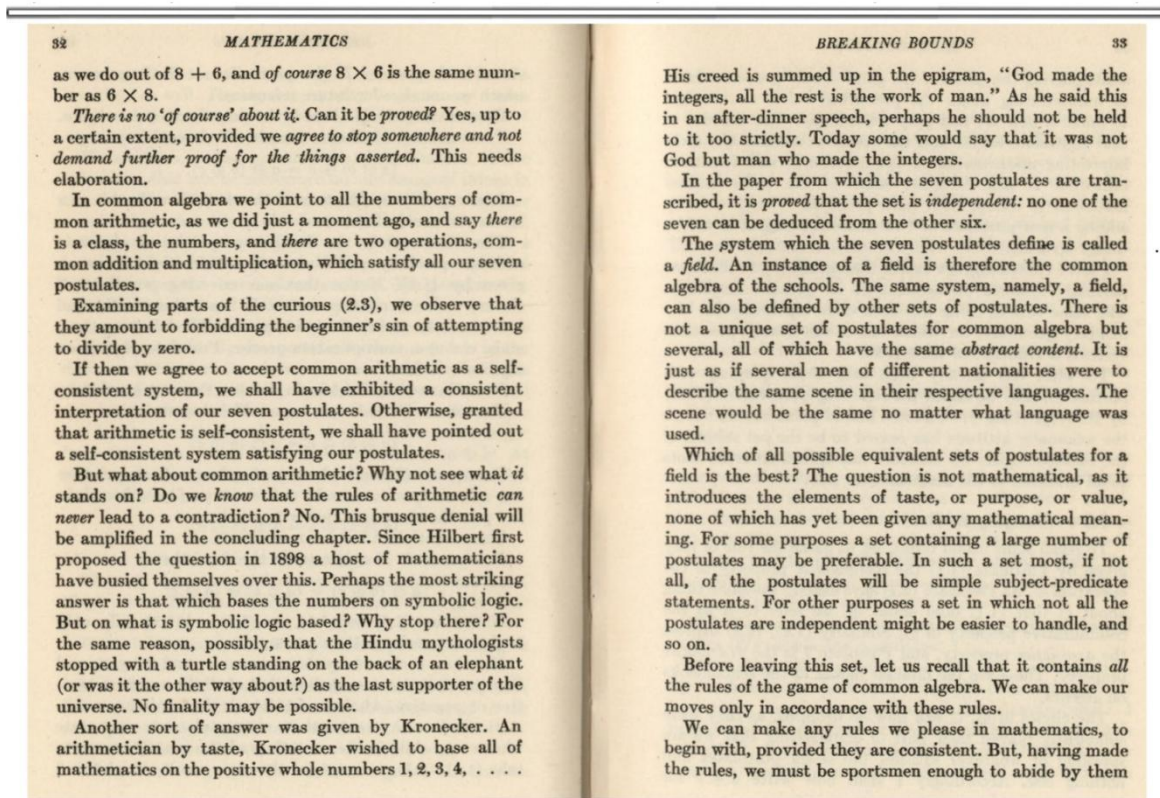 32
MATHEMATICS
as we do out of 8 + 6, and of course 8 × 6 is the same num-
ber as 6 × 8.
There is no 'of course' about it. Can it be proved? Yes, up to
a certain extent, provided we agree to stop somewhere and not
demand further proof for the things asserted. This needs
elaboration.
In common algebra we point to all the numbers of com-
mon arithmetic, as we did just a moment ago, and say there
is a class, the numbers, and there are two operations, com-
mon addition and multiplication, which satisfy all our seven
postulates.
Examining parts of the curious (2.3), we observe that
they amount to forbidding the beginner's sin of attempting
to divide by zero.
If then we agree to accept common arithmetic as a self-
consistent system, we shall have exhibited a consistent
interpretation of our seven postulates. Otherwise, granted
that arithmetic is self-consistent, we shall have pointed out
a self-consistent system satisfying our postulates.
But what about common arithmetic? Why not see what it
stands on? Do we know that the rules of arithmetic can
never lead to a contradiction? No. This brusque denial will
be amplified in the concluding chapter. Since Hilbert first
proposed the question in 1898 a host of mathematicians
have busied themselves over this. Perhaps the most striking
answer is that which bases the numbers on symbolic logic.
But on what is symbolic logic based? Why stop there? For
the same reason, possibly, that the Hindu mythologists
stopped with a turtle standing on the back of an elephant
(or was it the other way about?) as the last supporter of the
universe. No finality may be possible.
Another sort of answer was given by Kronecker. An
arithmetician by taste, Kronecker wished to base all of
mathematics on the positive whole numbers 1, 2, 3, 4, . . . .
BREAKING BOUNDS
33
His creed is summed up in the epigram, "God made the
integers, all the rest is the work of man." As he said this
in an after-dinner speech, perhaps he should not be held
to it too strictly. Today some would say that it was not
God but man who made the integers.
In the paper from which the seven postulates are tran-
scribed, it is proved that the set is independent: no one of the
seven can be deduced from the other six.
The system which the seven postulates define is called
a field. An instance of a field is therefore the common
algebra of the schools. The same system, namely, a field,
can also be defined by other sets of postulates. There is
not a unique set of postulates for common algebra but
several, all of which have the same abstract content. It is
just as if several men of different nationalities were to
describe the same scene in their respective languages. The
scene would be the same no matter what language was
used.
Which of all possible equivalent sets of postulates for a
field is the best? The question is not mathematical, as it
introduces the elements of taste, or purpose, or value,
none of which has yet been given any mathematical mean-
ing. For some purposes a set containing a large number of
postulates may be preferable. In such a set most, if not
all, of the postulates will be simple subject-predicate
statements. For other purposes a set in which not all the
postulates are independent might be easier to handle, and
so on.
Before leaving this set, let us recall that it contains all
the rules of the game of common algebra. We can make our
moves only in accordance with these rules.
We can make any rules we please in mathematics, to
begin with, provided they are consistent. But, having made
the rules, we must be sportsmen enough to abide by them